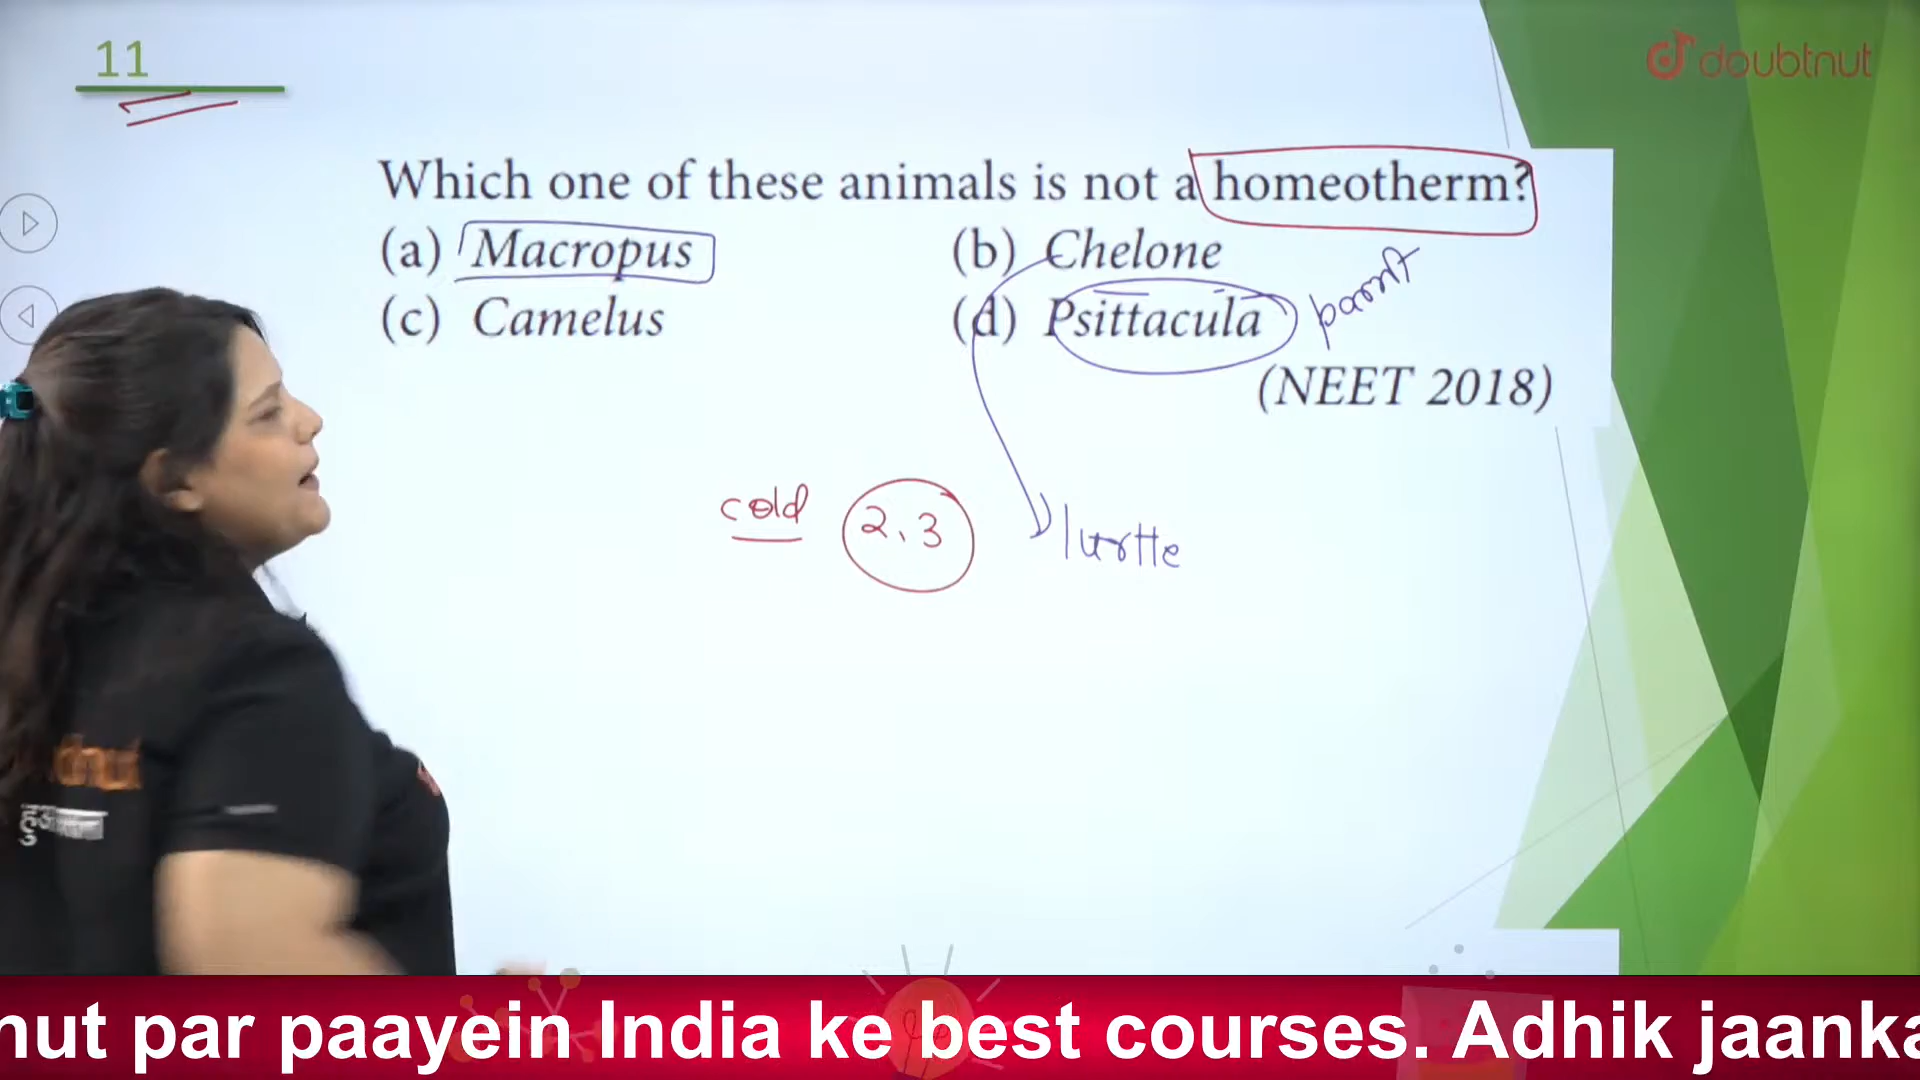 11
doubtnut
Which one of these animals is not a homeotherm?
(a) Macropus (b) Chelone
(c) Camelus (d) Psittacula
parrot
(NEET 2018)
cold 2,3
turtle
nut par paayein India ke best courses. Adhik jaanka